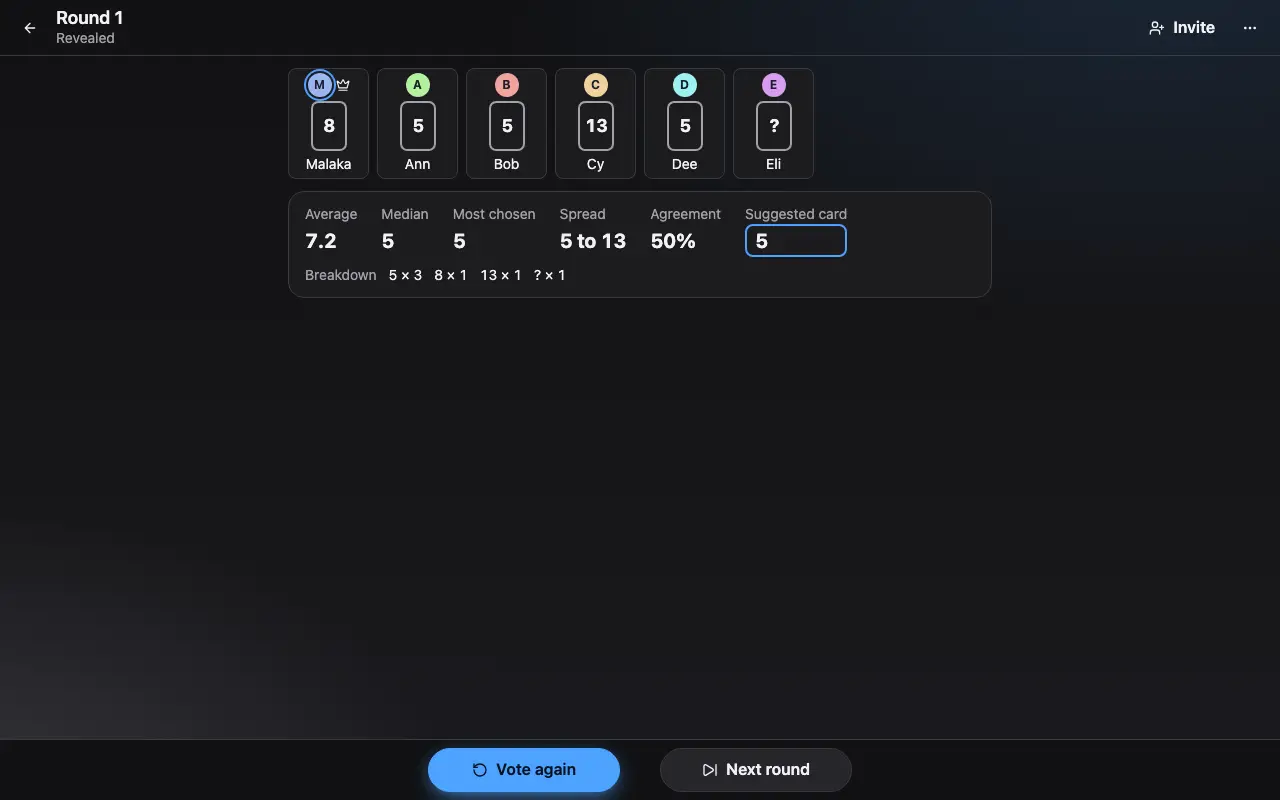 Round 1
Revealed
Invite
M A B C D E
8 5 5 13 5 ?
Malaka Ann Bob Cy Dee Eli
Average Median Most chosen Spread Agreement Suggested card
7.2 5 5 5 to 13 50% 5
Breakdown 5 × 3 8 × 1 13 × 1 ? × 1
Vote again Next round